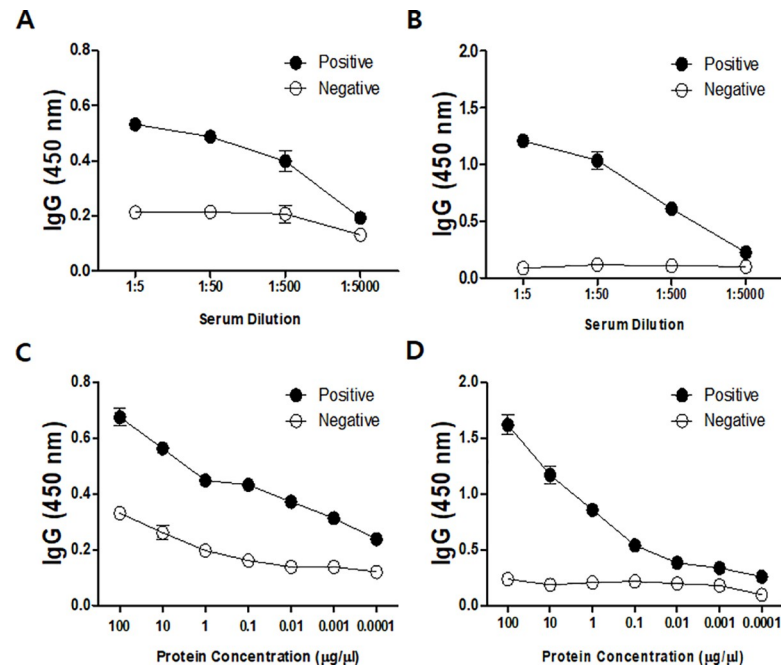 A
0.8
0.6
0.4
0.2
0.0
IgG (450 nm)
Positive
Negative
1:5
1:50
1:500
1:5000
Serum Dilution
B
2.0
1.5
1.0
0.5
0.0
IgG (450 nm)
Positive
Negative
1:5
1:50
1:500
1:5000
Serum Dilution
C
0.8
0.6
0.4
0.2
0.0
IgG (450 nm)
Positive
Negative
100
10
1
0.1
0.01
0.001
0.0001
Protein Concentration (µg/µl)
D
2.0
1.5
1.0
0.5
0.0
IgG (450 nm)
Positive
Negative
100
10
1
0.1
0.01
0.001
0.0001
Protein Concentration (µg/µl)